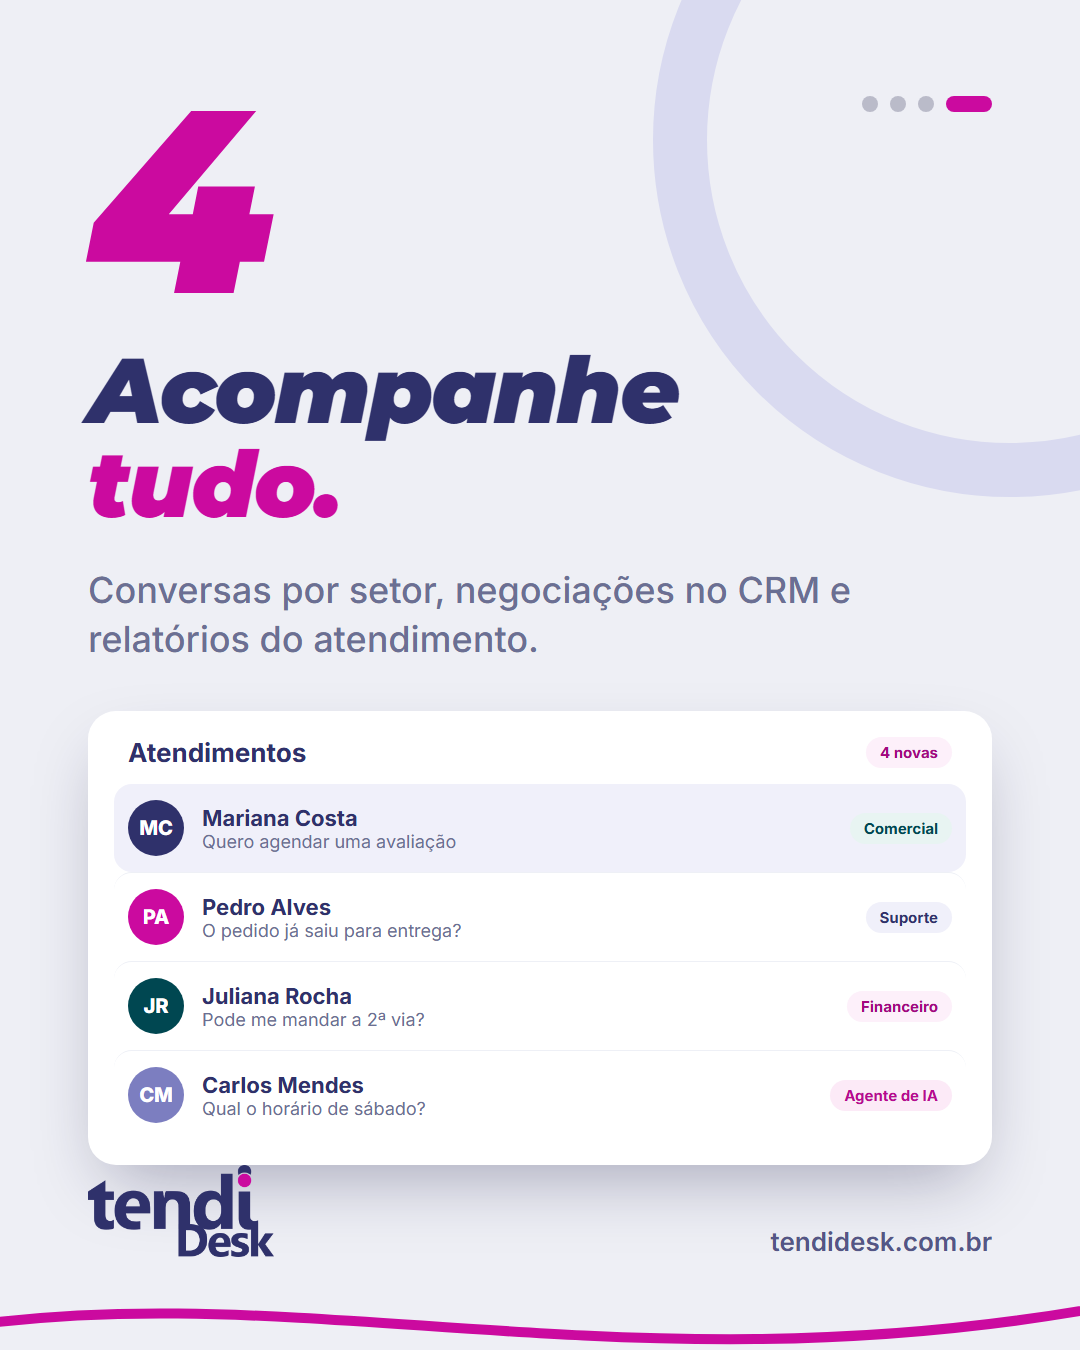 4
Acompanhe
tudo.
Conversas por setor, negociações no CRM e
relatórios do atendimento.
Atendimentos
4 novas
MC
Mariana Costa
Quero agendar uma avaliação
Comercial
PA
Pedro Alves
O pedido já saiu para entrega?
Suporte
JR
Juliana Rocha
Pode me mandar a 2ª via?
Financeiro
CM
Carlos Mendes
Qual o horário de sábado?
Agente de IA
tendi
Desk
tendidesk.com.br